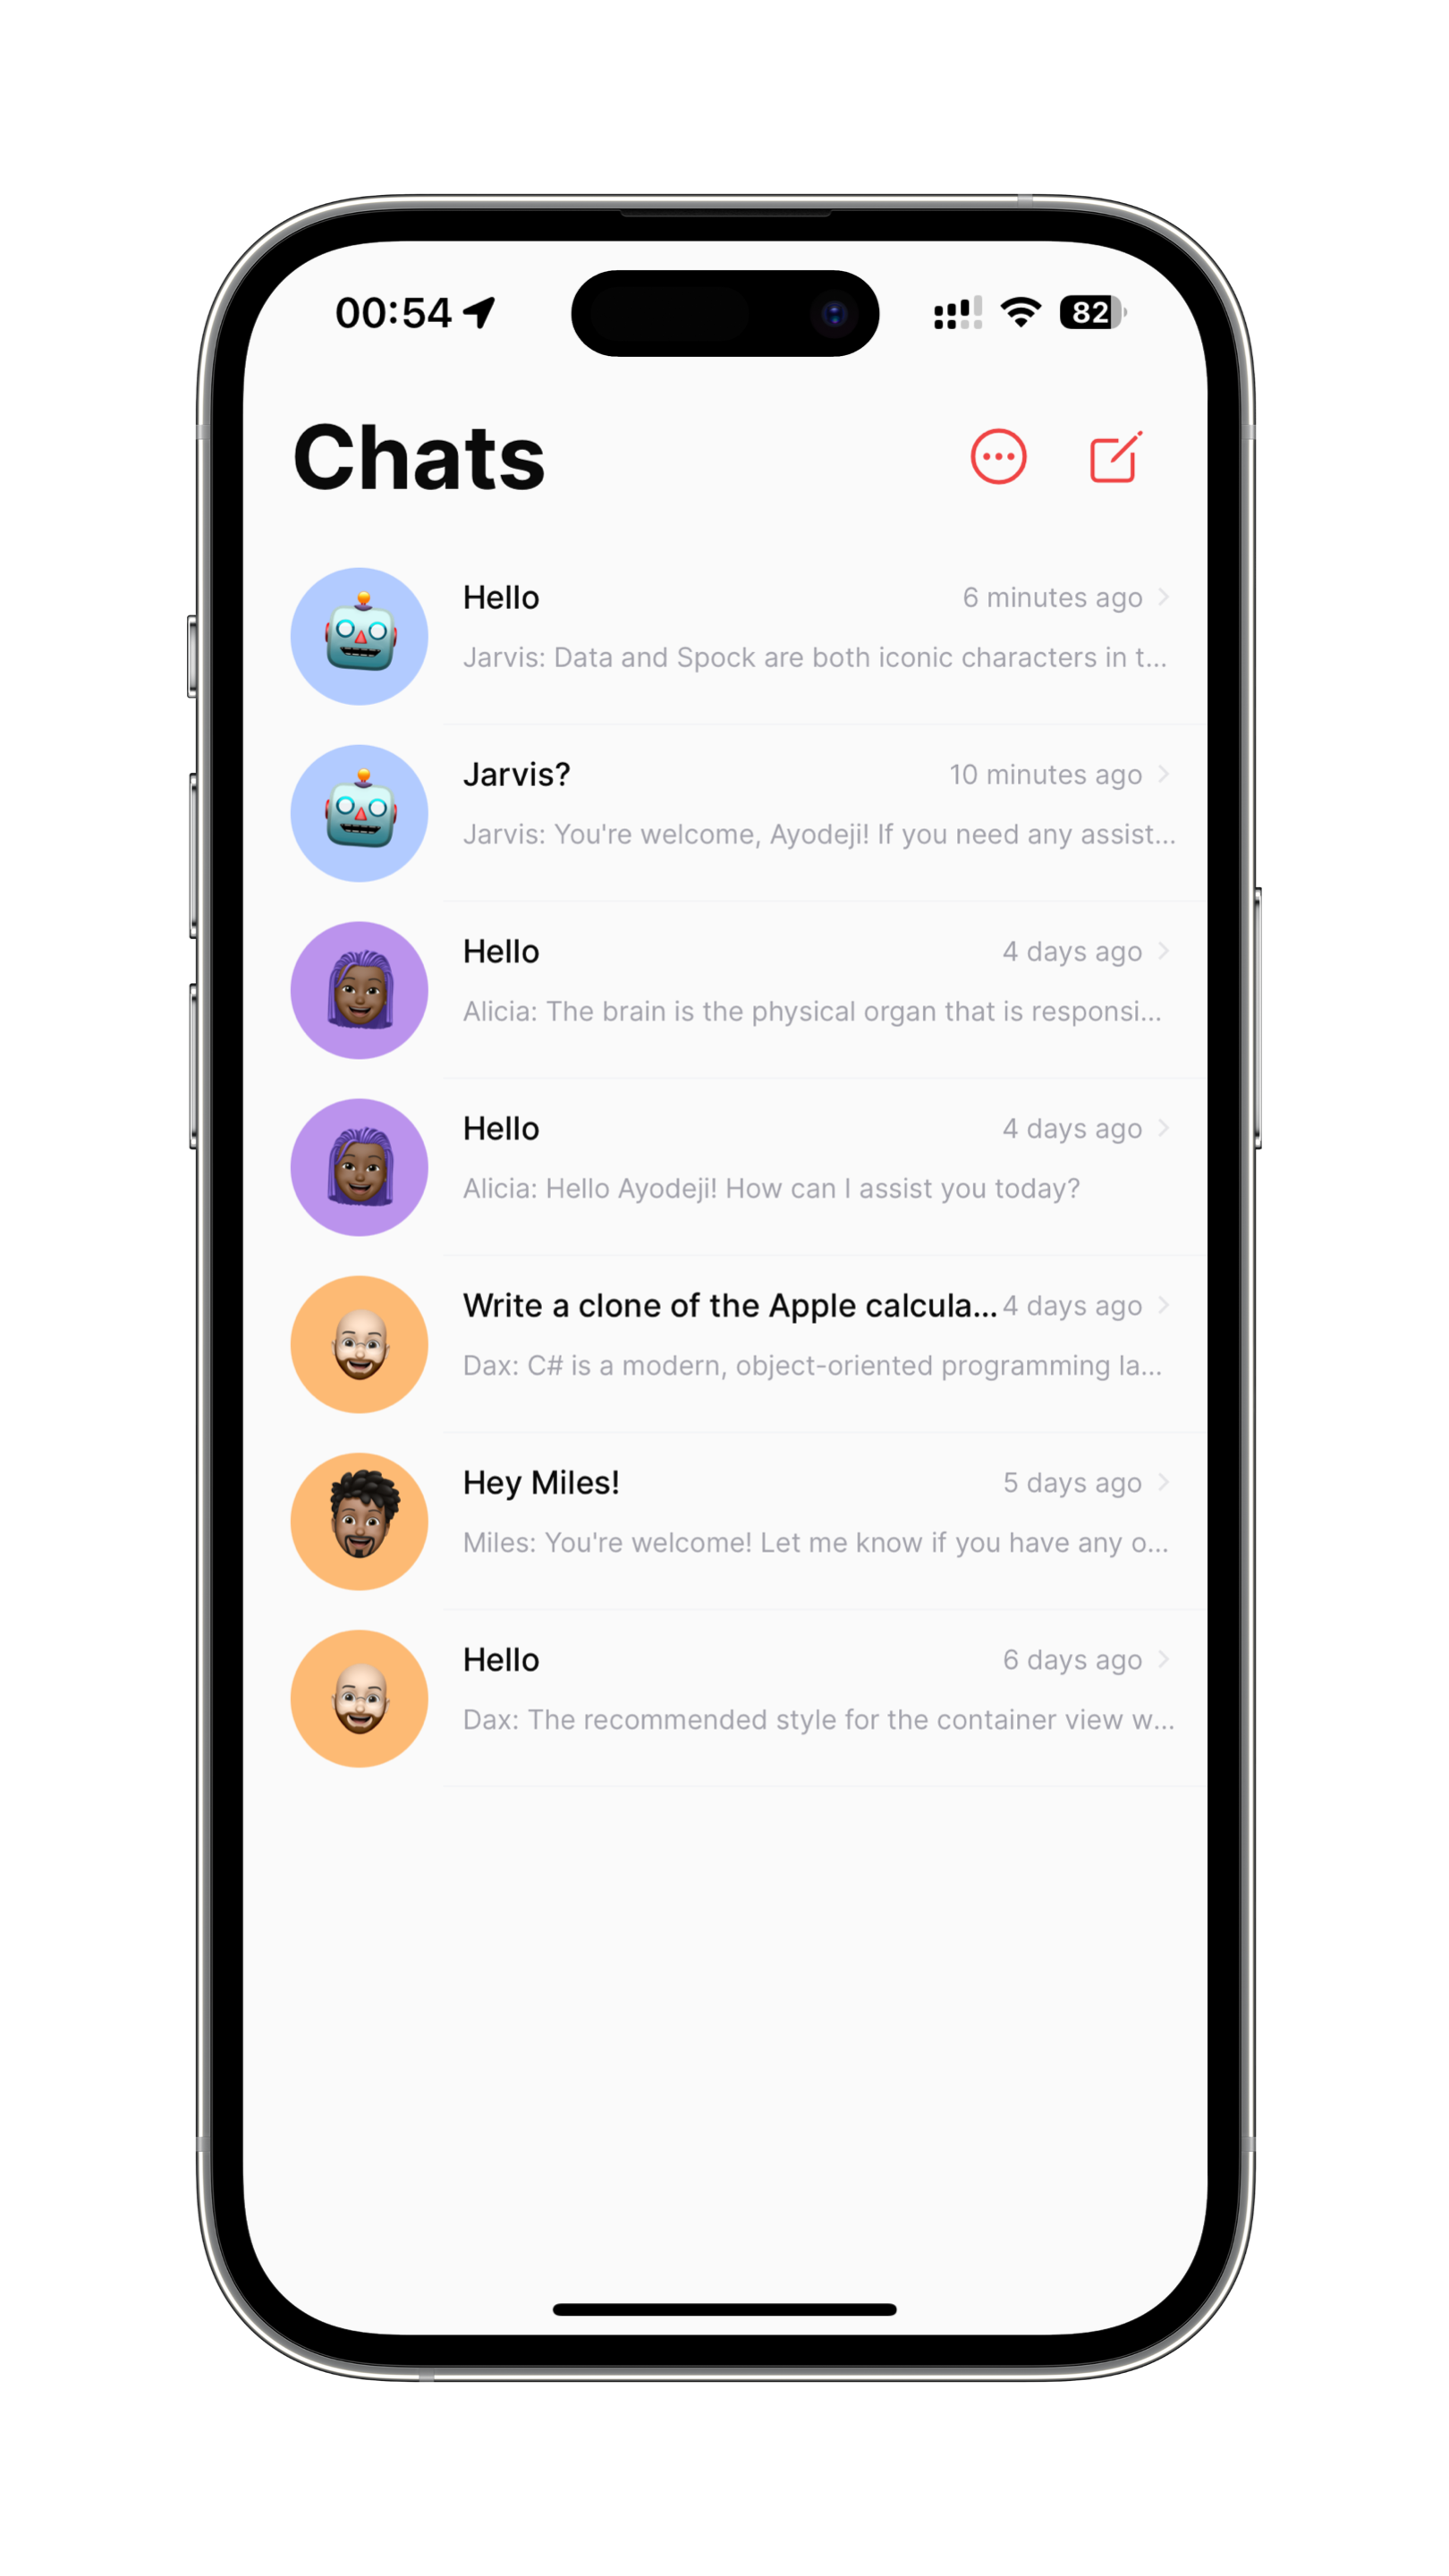 00:54
82
Chats
Hello 6 minutes ago
Jarvis: Data and Spock are both iconic characters in t...
Jarvis? 10 minutes ago
Jarvis: You're welcome, Ayodeji! If you need any assist...
Hello 4 days ago
Alicia: The brain is the physical organ that is responsi...
Hello 4 days ago
Alicia: Hello Ayodeji! How can I assist you today?
Write a clone of the Apple calcula... 4 days ago
Dax: C# is a modern, object-oriented programming la...
Hey Miles! 5 days ago
Miles: You're welcome! Let me know if you have any o...
Hello 6 days ago
Dax: The recommended style for the container view w...